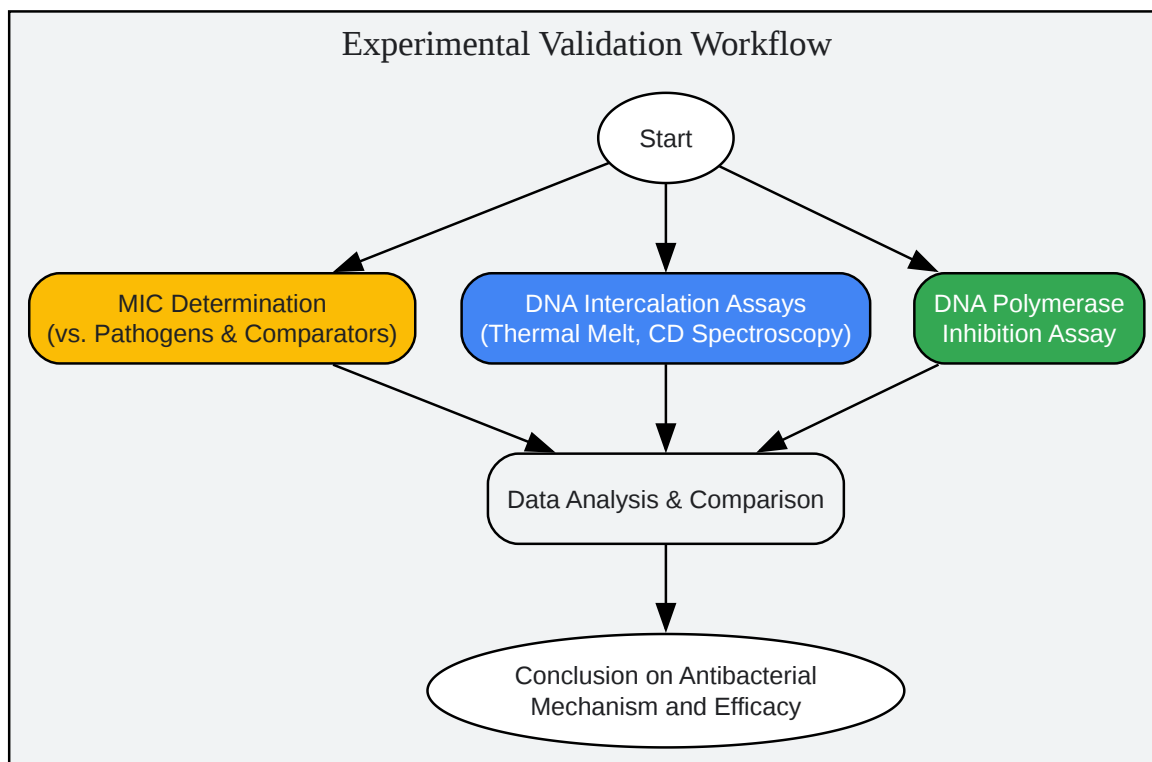 Experimental Validation Workflow
Start
MIC Determination
(vs. Pathogens & Comparators)
DNA Intercalation Assays
(Thermal Melt, CD Spectroscopy)
DNA Polymerase
Inhibition Assay
Data Analysis & Comparison
Conclusion on Antibacterial
Mechanism and Efficacy